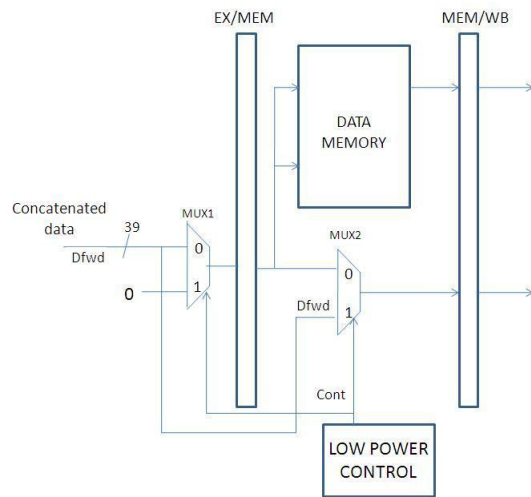 EX/MEM
MEM/WB
DATA
MEMORY
Concatenated
data
39
Dfwd
MUX1
0
1
0
MUX2
0
Dfwd
1
Cont
LOW POWER
CONTROL